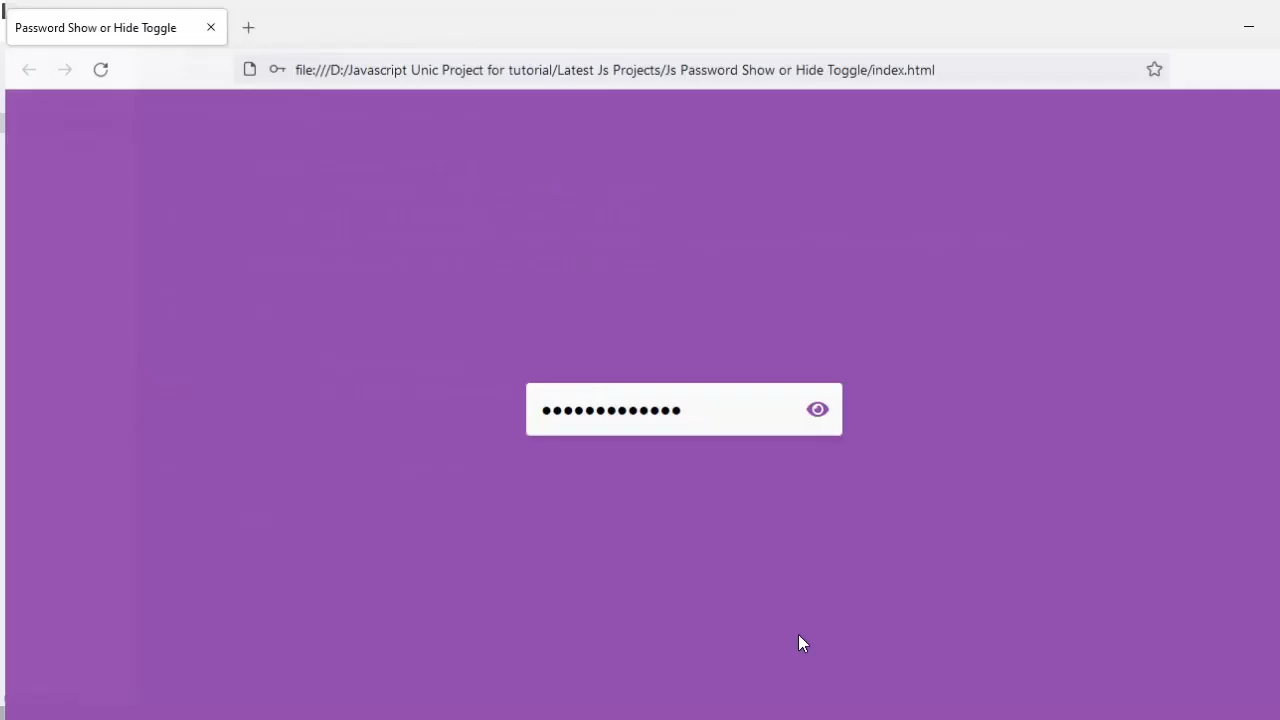 Password Show or Hide Toggle
file:///D:/Javascript Unic Project for tutorial/Latest Js Projects/Js Password Show or Hide Toggle/index.html
●●●●●●●●●●●●●